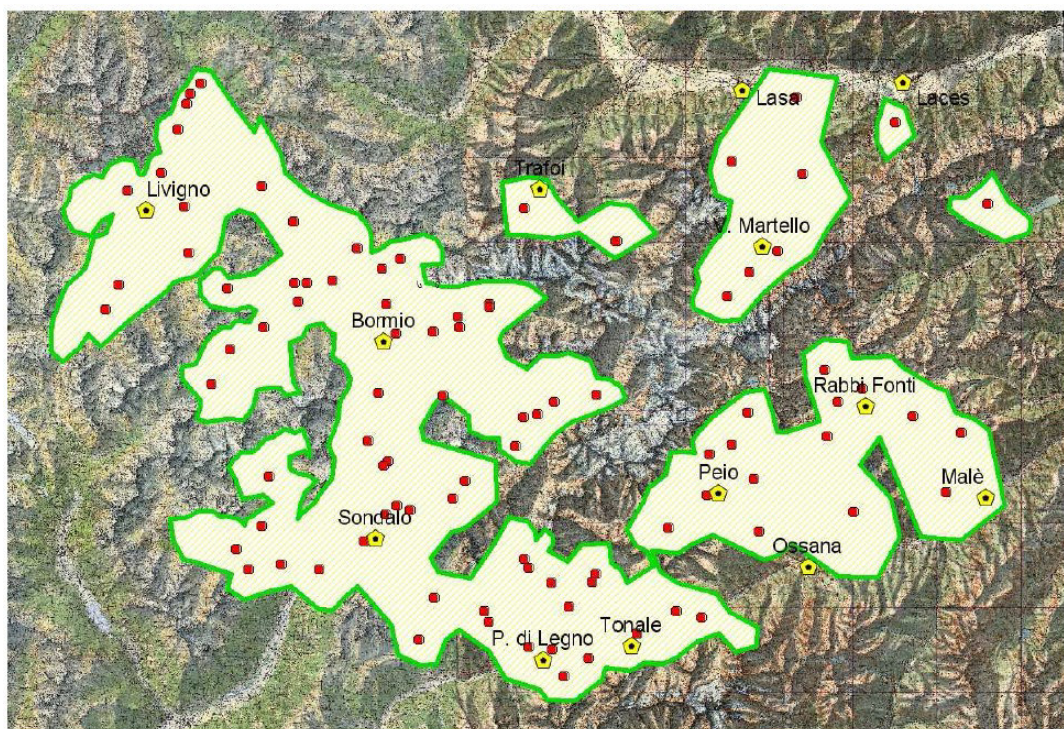 Lasa
Laces
Trafoi
Livigno
V. Martello
Bormio
Rabbi Fonti
Peio
Malè
Sondalo
Ossana
P. di Legno
Tonale